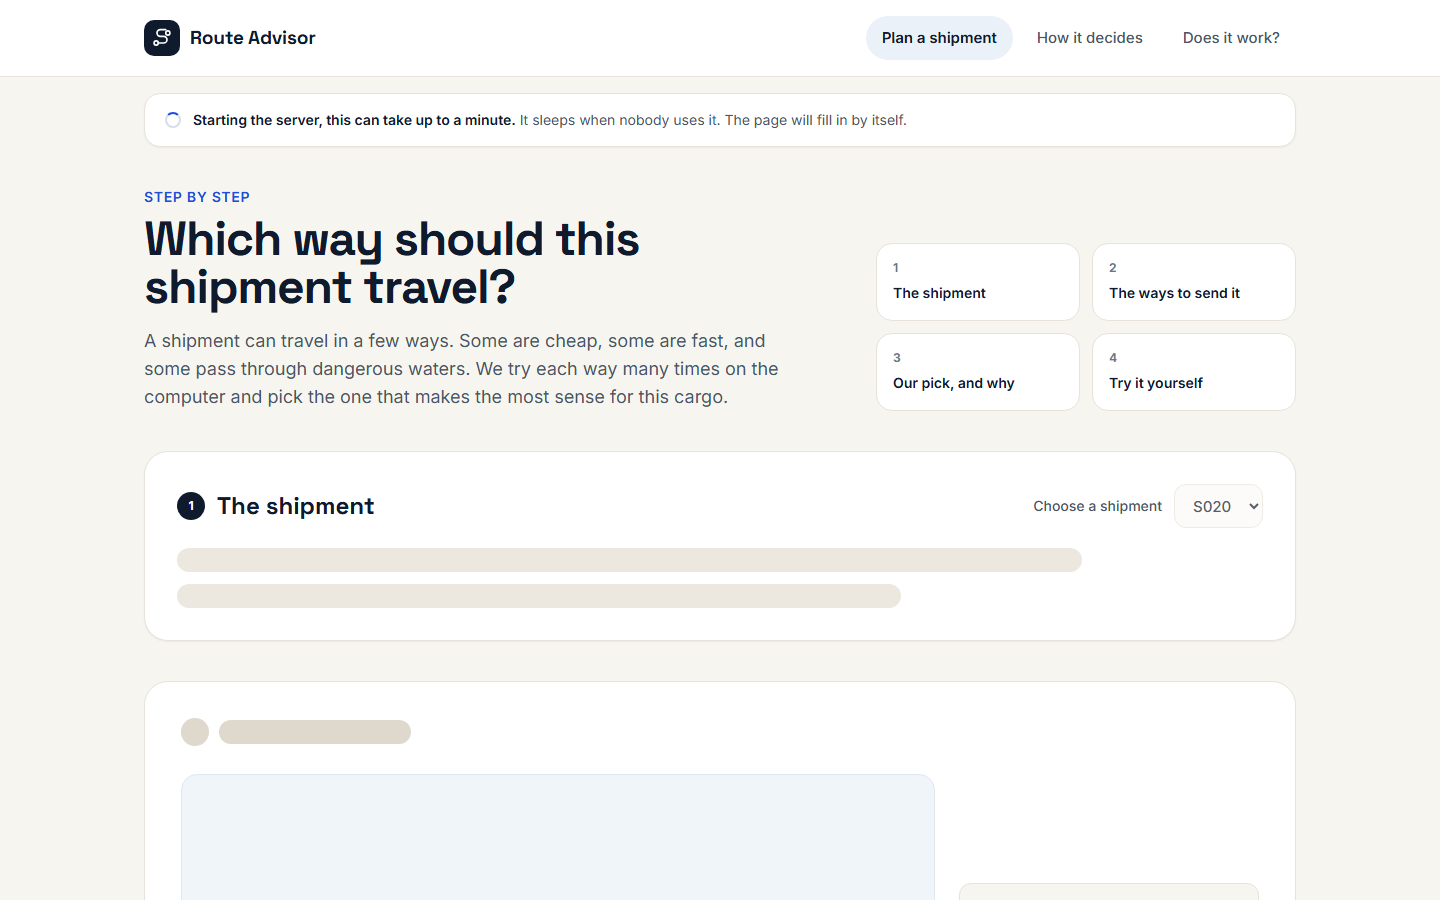 Route Advisor
Plan a shipment
How it decides
Does it work?
Starting the server, this can take up to a minute. It sleeps when nobody uses it. The page will fill in by itself.
STEP BY STEP
Which way should this
shipment travel?
A shipment can travel in a few ways. Some are cheap, some are fast, and
some pass through dangerous waters. We try each way many times on the
computer and pick the one that makes the most sense for this cargo.
1
The shipment
2
The ways to send it
3
Our pick, and why
4
Try it yourself
1
The shipment
Choose a shipment
S020